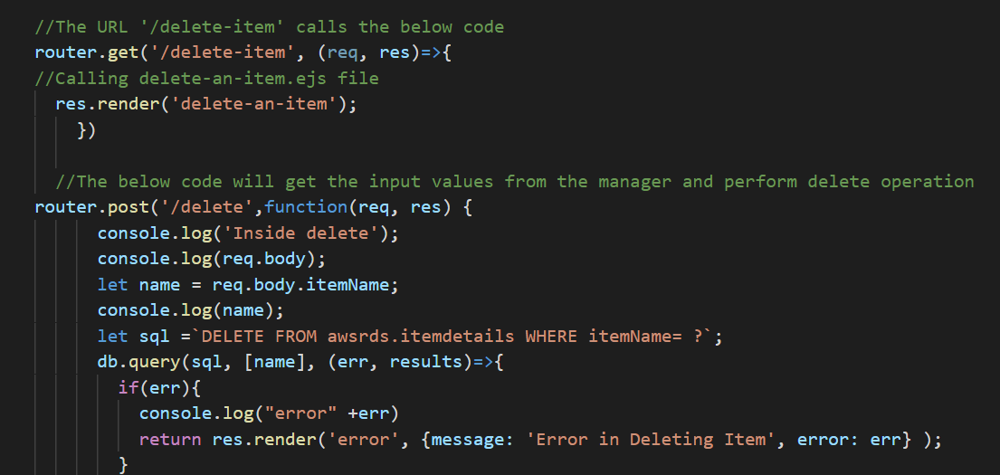 //The URL '/delete-item' calls the below code
router.get('/delete-item', (req, res)=>{
//Calling delete-an-item.ejs file
res.render('delete-an-item');
})
//The below code will get the input values from the manager and perform delete operation
router.post('/delete',function(req, res) {
console.log('Inside delete');
console.log(req.body);
let name = req.body.itemName;
console.log(name);
let sql =`DELETE FROM awsrds.itemdetails WHERE itemName= ?`;
db.query(sql, [name], (err, results)=>{
if(err){
console.log("error" +err)
return res.render('error', {message: 'Error in Deleting Item', error: err} );
}